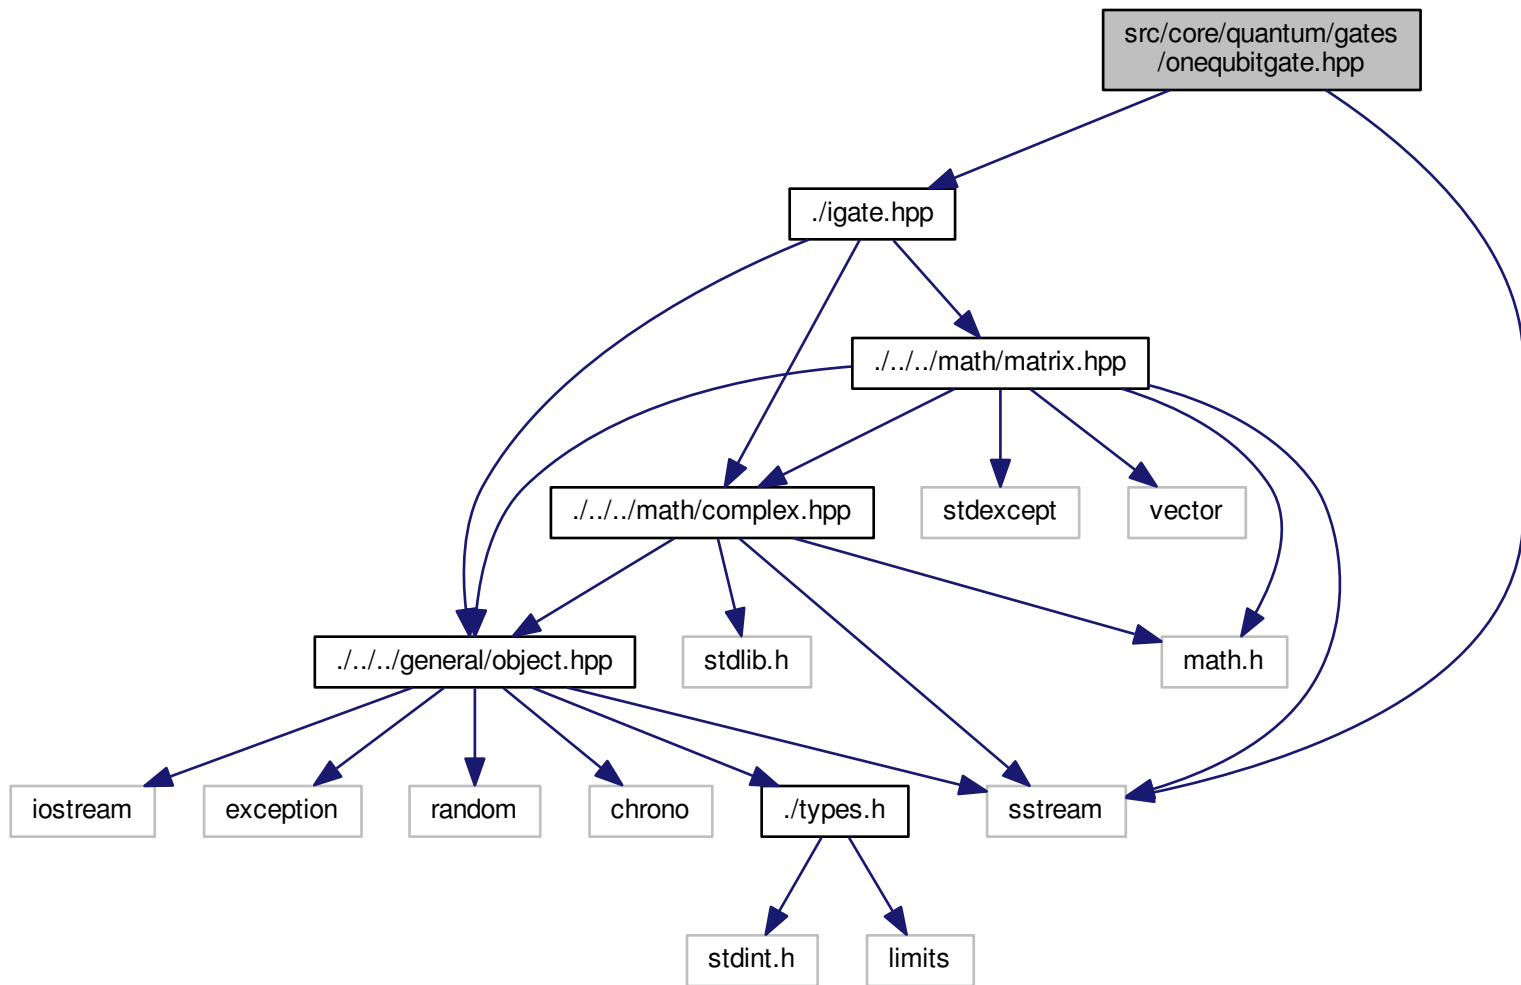 src/core/quantum/gates
/onequbitgate.hpp
./igate.hpp
./../../math/matrix.hpp
./../../math/complex.hpp
stdexcept
vector
./../../general/object.hpp
stdlib.h
math.h
iostream
exception
random
chrono
./types.h
sstream
stdint.h
limits